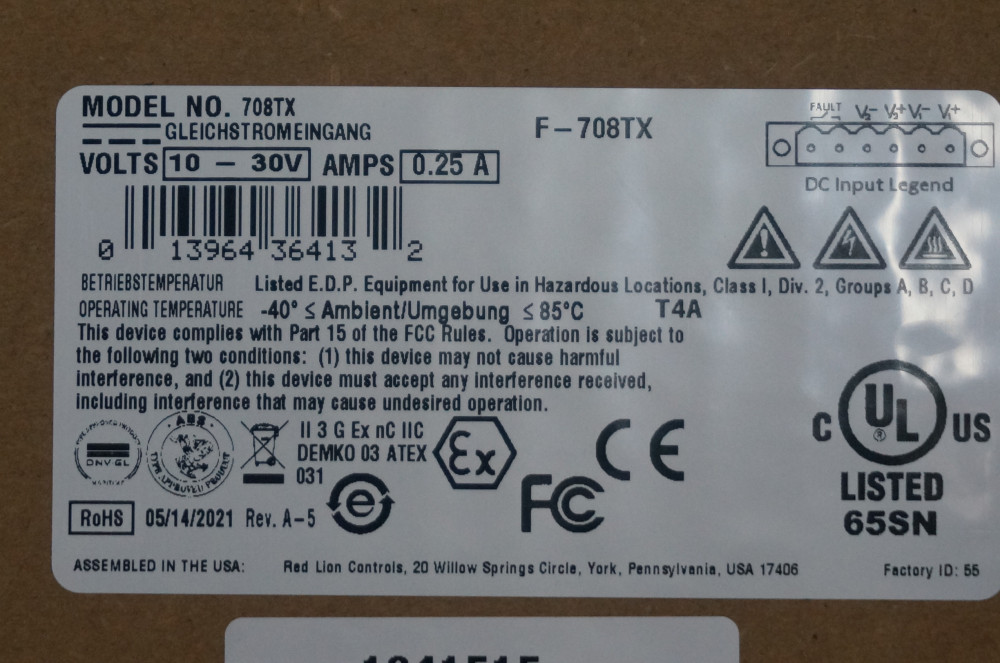 MODEL NO. 708TX
GLEICHSTROMEINGANG
VOLTS 10 - 30V AMPS 0.25 A
F-708TX
FAULT V2- V2+ V1- V1+
DC Input Legend
0 13964 36413 2
BETRIEBSTEMPERATUR Listed E.D.P. Equipment for Use in Hazardous Locations, Class I, Div. 2, Groups A, B, C, D
OPERATING TEMPERATURE -40° ≤ Ambient/Umgebung ≤ 85°C T4A
This device complies with Part 15 of the FCC Rules. Operation is subject to
the following two conditions: (1) this device may not cause harmful
interference, and (2) this device must accept any interference received,
including interference that may cause undesired operation.
DNV GL
ABS
TYPE APPROVED PRODUCT
II 3 G Ex nC IIC
DEMKO 03 ATEX
031
Ex
CE
FC
e
C UL ® US
LISTED
65SN
RoHS 05/14/2021 Rev. A-5
ASSEMBLED IN THE USA: Red Lion Controls, 20 Willow Springs Circle, York, Pennsylvania, USA 17406 Factory ID: 55